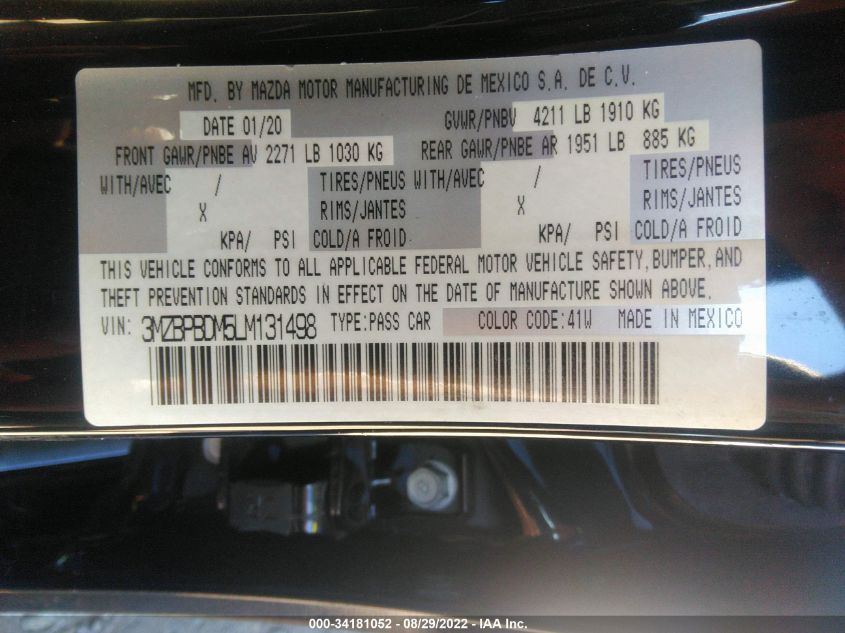 MFD. BY MAZDA MOTOR MANUFACTURING DE MEXICO S.A. DE C.V.
DATE 01/20 GVWR/PNBV 4211 LB 1910 KG
FRONT GAWR/PNBE AV 2271 LB 1030 KG REAR GAWR/PNBE AR 1951 LB 885 KG
WITH/AVEC / TIRES/PNEUS WITH/AVEC / TIRES/PNEUS
X RIMS/JANTES X RIMS/JANTES
KPA/ PSI COLD/A FROID KPA/ PSI COLD/A FROID
THIS VEHICLE CONFORMS TO ALL APPLICABLE FEDERAL MOTOR VEHICLE SAFETY, BUMPER, AND
THEFT PREVENTION STANDARDS IN EFFECT ON THE DATE OF MANUFACTURE SHOWN ABOVE.
VIN: 3MZBPBDM5LM131498 TYPE:PASS CAR COLOR CODE:41W MADE IN MEXICO
000-34181052 - 08/29/2022 - IAA Inc.